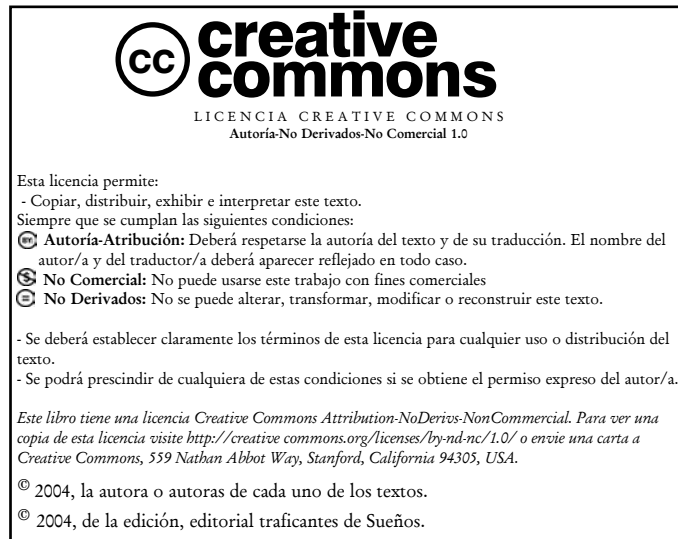 cc creative
commons
LICENCIA CREATIVE COMMONS
Autoría-No Derivados-No Comercial 1.0
Esta licencia permite:
- Copiar, distribuir, exhibir e interpretar este texto.
Siempre que se cumplan las siguientes condiciones:
BY: Autoría-Atribución: Deberá respetarse la autoría del texto y de su traducción. El nombre del
autor/a y del traductor/a deberá aparecer reflejado en todo caso.
$ No Comercial: No puede usarse este trabajo con fines comerciales
= No Derivados: No se puede alterar, transformar, modificar o reconstruir este texto.
- Se deberá establecer claramente los términos de esta licencia para cualquier uso o distribución del
texto.
- Se podrá prescindir de cualquiera de estas condiciones si se obtiene el permiso expreso del autor/a.
Este libro tiene una licencia Creative Commons Attribution-NoDerivs-NonCommercial. Para ver una
copia de esta licencia visite http://creative commons.org/licenses/by-nd-nc/1.0/ o envie una carta a
Creative Commons, 559 Nathan Abbot Way, Stanford, California 94305, USA.
© 2004, la autora o autoras de cada uno de los textos.
© 2004, de la edición, editorial traficantes de Sueños.